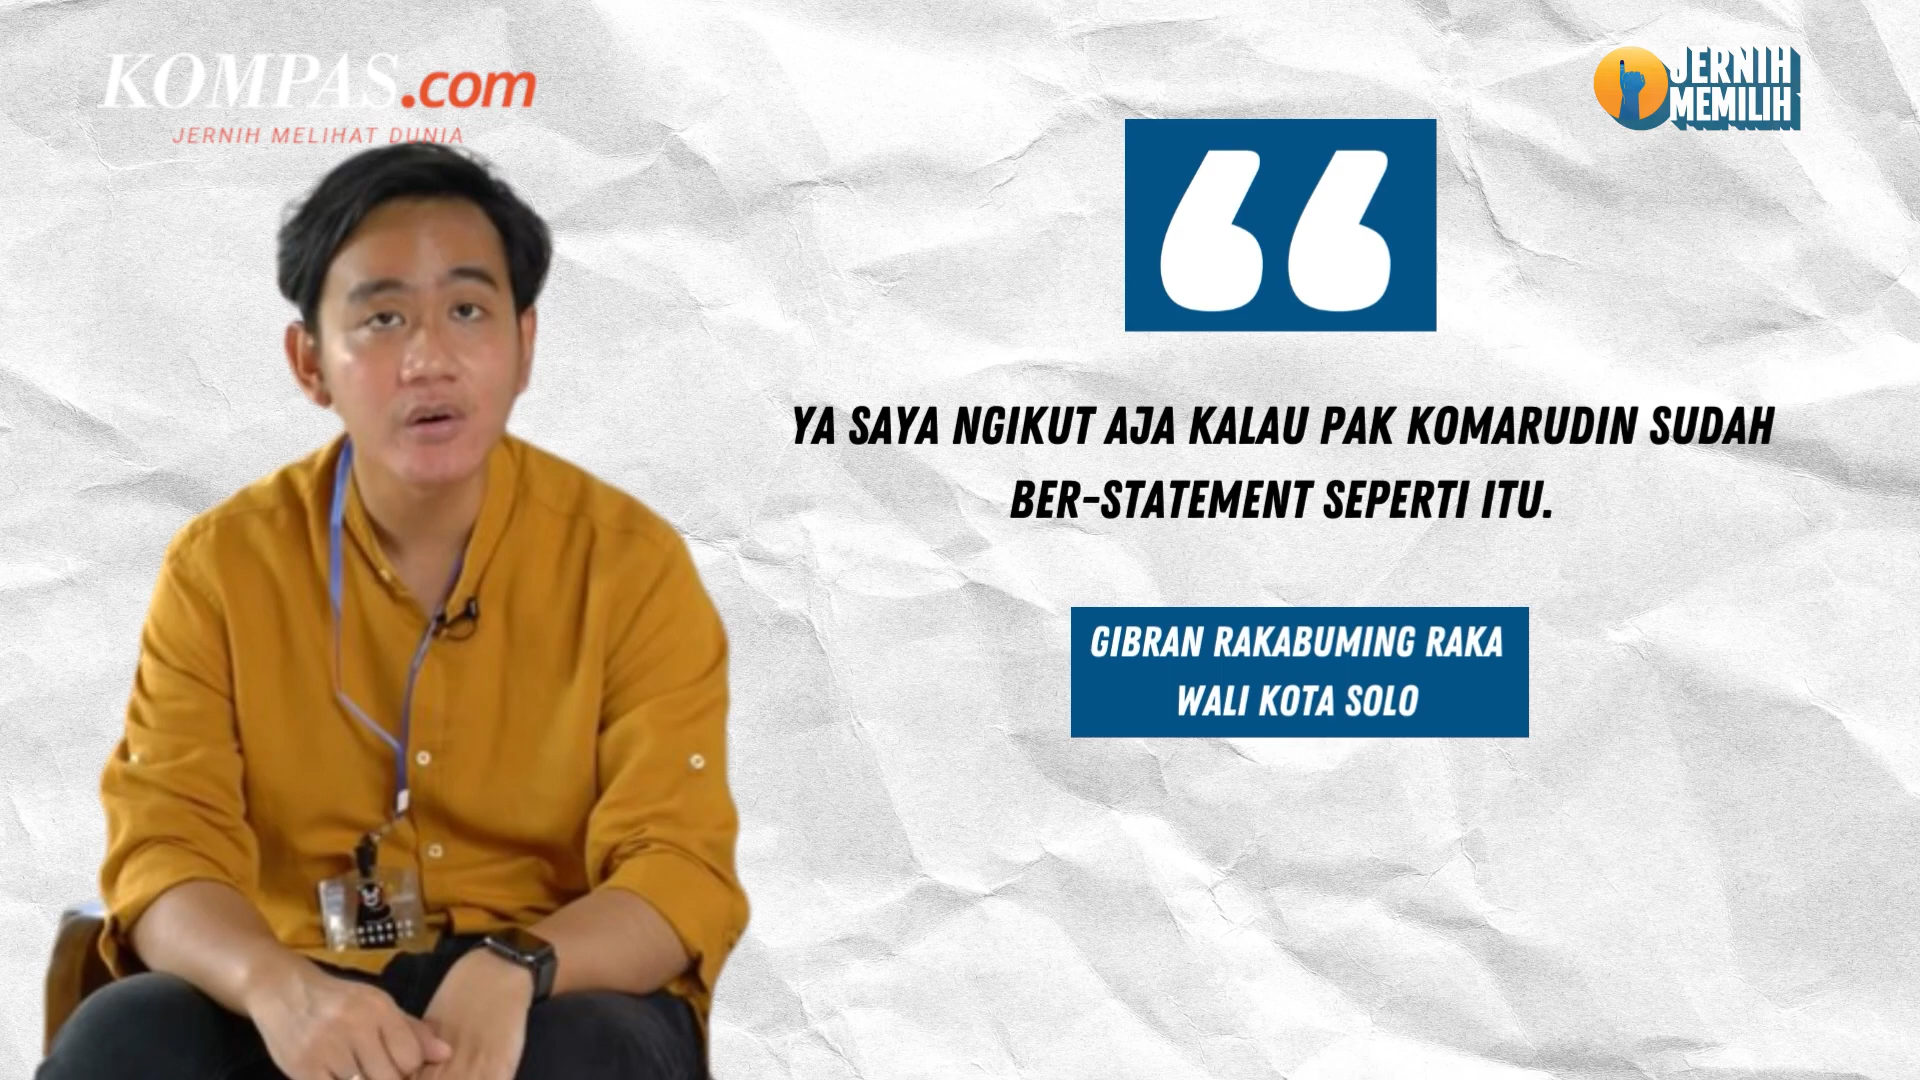 KOMPAS.com
JERNIH MELIHAT DUNIA
JERNIH
MEMILIH
YA SAYA NGIKUT AJA KALAU PAK KOMARUDIN SUDAH
BER-STATEMENT SEPERTI ITU.
GIBRAN RAKABUMING RAKA
WALI KOTA SOLO